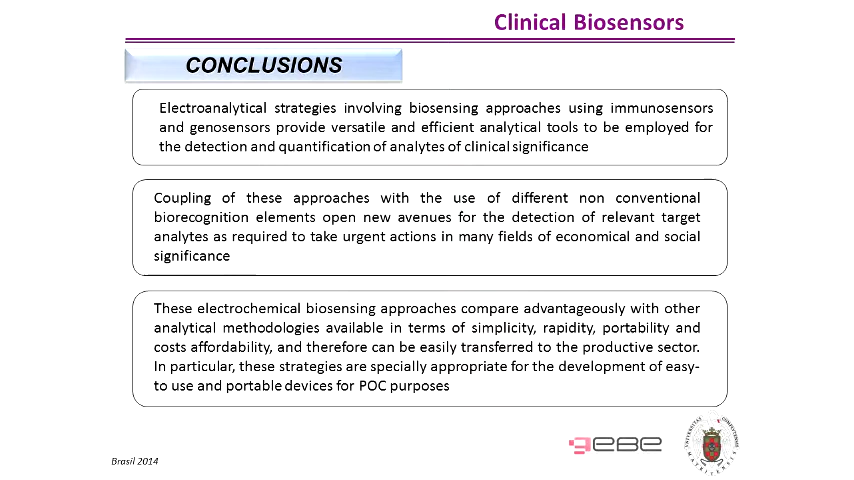 Clinical Biosensors
CONCLUSIONS
Electroanalytical strategies involving biosensing approaches using immunosensors
and genosensors provide versatile and efficient analytical tools to be employed for
the detection and quantification of analytes of clinical significance
Coupling of these approaches with the use of different non conventional
biorecognition elements open new avenues for the detection of relevant target
analytes as required to take urgent actions in many fields of economical and social
significance
These electrochemical biosensing approaches compare advantageously with other
analytical methodologies available in terms of simplicity, rapidity, portability and
costs affordability, and therefore can be easily transferred to the productive sector.
In particular, these strategies are specially appropriate for the development of easy-
to use and portable devices for POC purposes
Brasil 2014